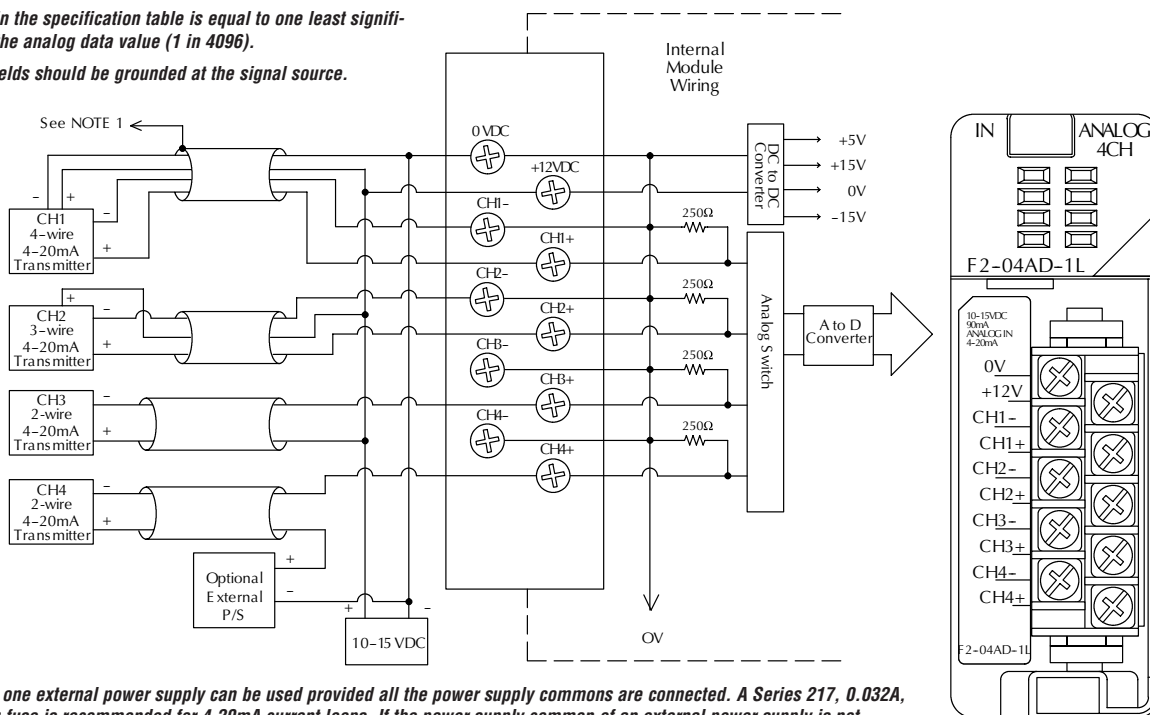 in the specification table is equal to one least signifi-
the analog data value (1 in 4096).
elds should be grounded at the signal source.
See NOTE 1
- +
CH1
4-wire
4-20mA
Transmitter
-
+
+
CH2
3-wire
4-20mA
Transmitter
-
+
CH3
2-wire
4-20mA
Transmitter
-
+
CH4
2-wire
4-20mA
Transmitter
-
+
Optional
External
P/S
+
-
+ -
10-15 VDC
0 VDC
+12VDC
CH1-
CH1+
CH2-
CH2+
CH3-
CH3+
CH4-
CH4+
Internal
Module
Wiring
250Ω
250Ω
250Ω
250Ω
OV
DC to DC
Converter
+5V
+15V
0V
-15V
Analog Switch
A to D
Converter
IN
ANALOG
4CH
F2-04AD-1L
10-15VDC
90mA
ANALOG IN
4-20mA
0V
+12V
CH1-
CH1+
CH2-
CH2+
CH3-
CH3+
CH4-
CH4+
F2-04AD-1L
one external power supply can be used provided all the power supply commons are connected. A Series 217, 0.032A,
fuse is recommended for 4-20mA current loops. If the power supply common of an external power supply is not